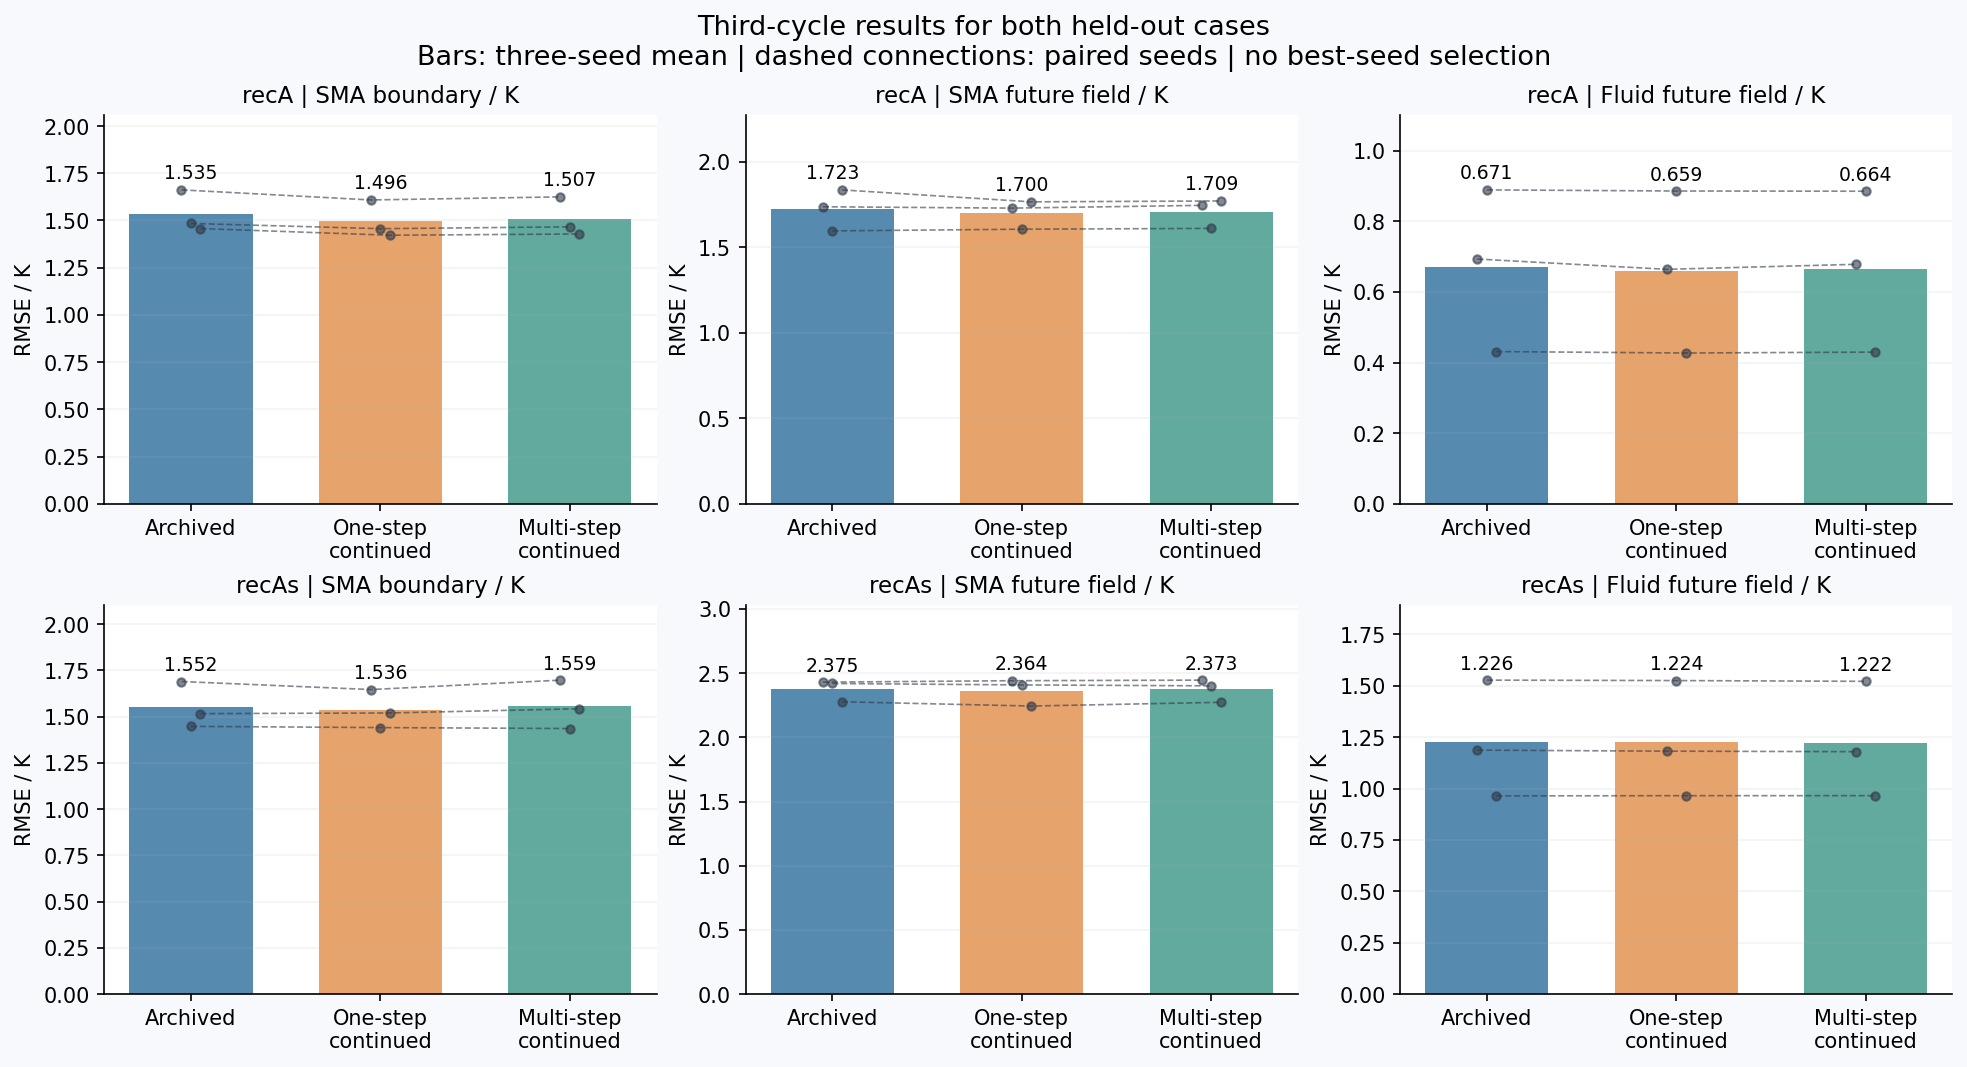 Third-cycle results for both held-out cases
Bars: three-seed mean | dashed connections: paired seeds | no best-seed selection
recA | SMA boundary / K
RMSE / K
2.00
1.75
1.50
1.25
1.00
0.75
0.50
0.25
0.00
1.535
1.496
1.507
Archived
One-step
continued
Multi-step
continued
recA | SMA future field / K
RMSE / K
2.0
1.5
1.0
0.5
0.0
1.723
1.700
1.709
Archived
One-step
continued
Multi-step
continued
recA | Fluid future field / K
RMSE / K
1.0
0.8
0.6
0.4
0.2
0.0
0.671
0.659
0.664
Archived
One-step
continued
Multi-step
continued
recAs | SMA boundary / K
RMSE / K
2.00
1.75
1.50
1.25
1.00
0.75
0.50
0.25
0.00
1.552
1.536
1.559
Archived
One-step
continued
Multi-step
continued
recAs | SMA future field / K
RMSE / K
3.0
2.5
2.0
1.5
1.0
0.5
0.0
2.375
2.364
2.373
Archived
One-step
continued
Multi-step
continued
recAs | Fluid future field / K
RMSE / K
1.75
1.50
1.25
1.00
0.75
0.50
0.25
0.00
1.226
1.224
1.222
Archived
One-step
continued
Multi-step
continued